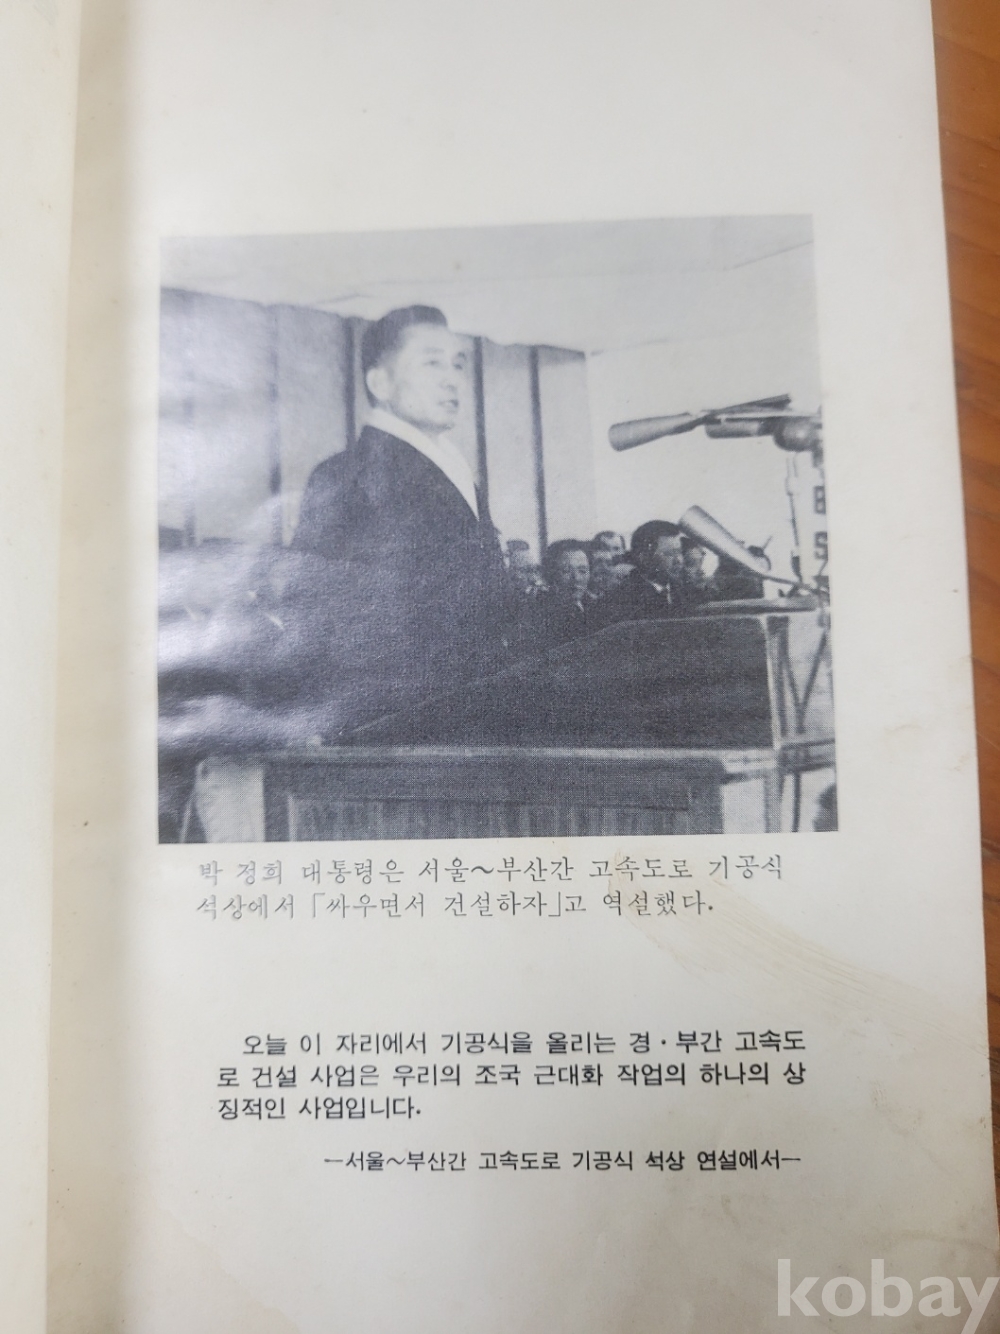 박 정희 대통령은 서울~부산간 고속도로 기공식
석상에서 「싸우면서 건설하자」고 역설했다.
오늘 이 자리에서 기공식을 올리는 경·부간 고속도
로 건설 사업은 우리의 조국 근대화 작업의 하나의 상
징적인 사업입니다.
—서울~부산간 고속도로 기공식 석상 연설에서—
kobay